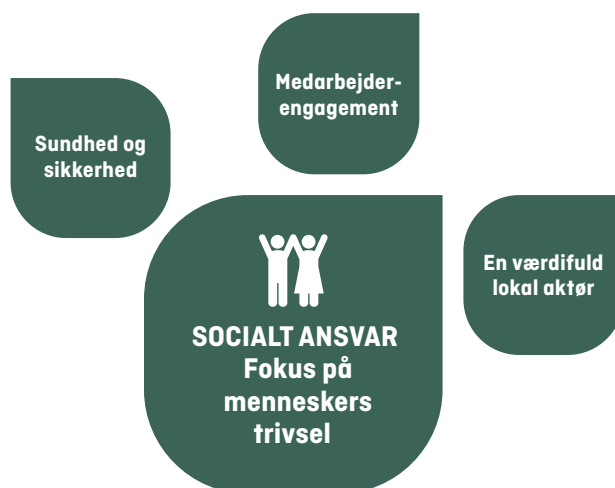 Medarbejder-
engagement
Sundhed og
sikkerhed
En værdifuld
lokal aktør
SOCIALT ANSVAR
Fokus på
menneskers
trivsel